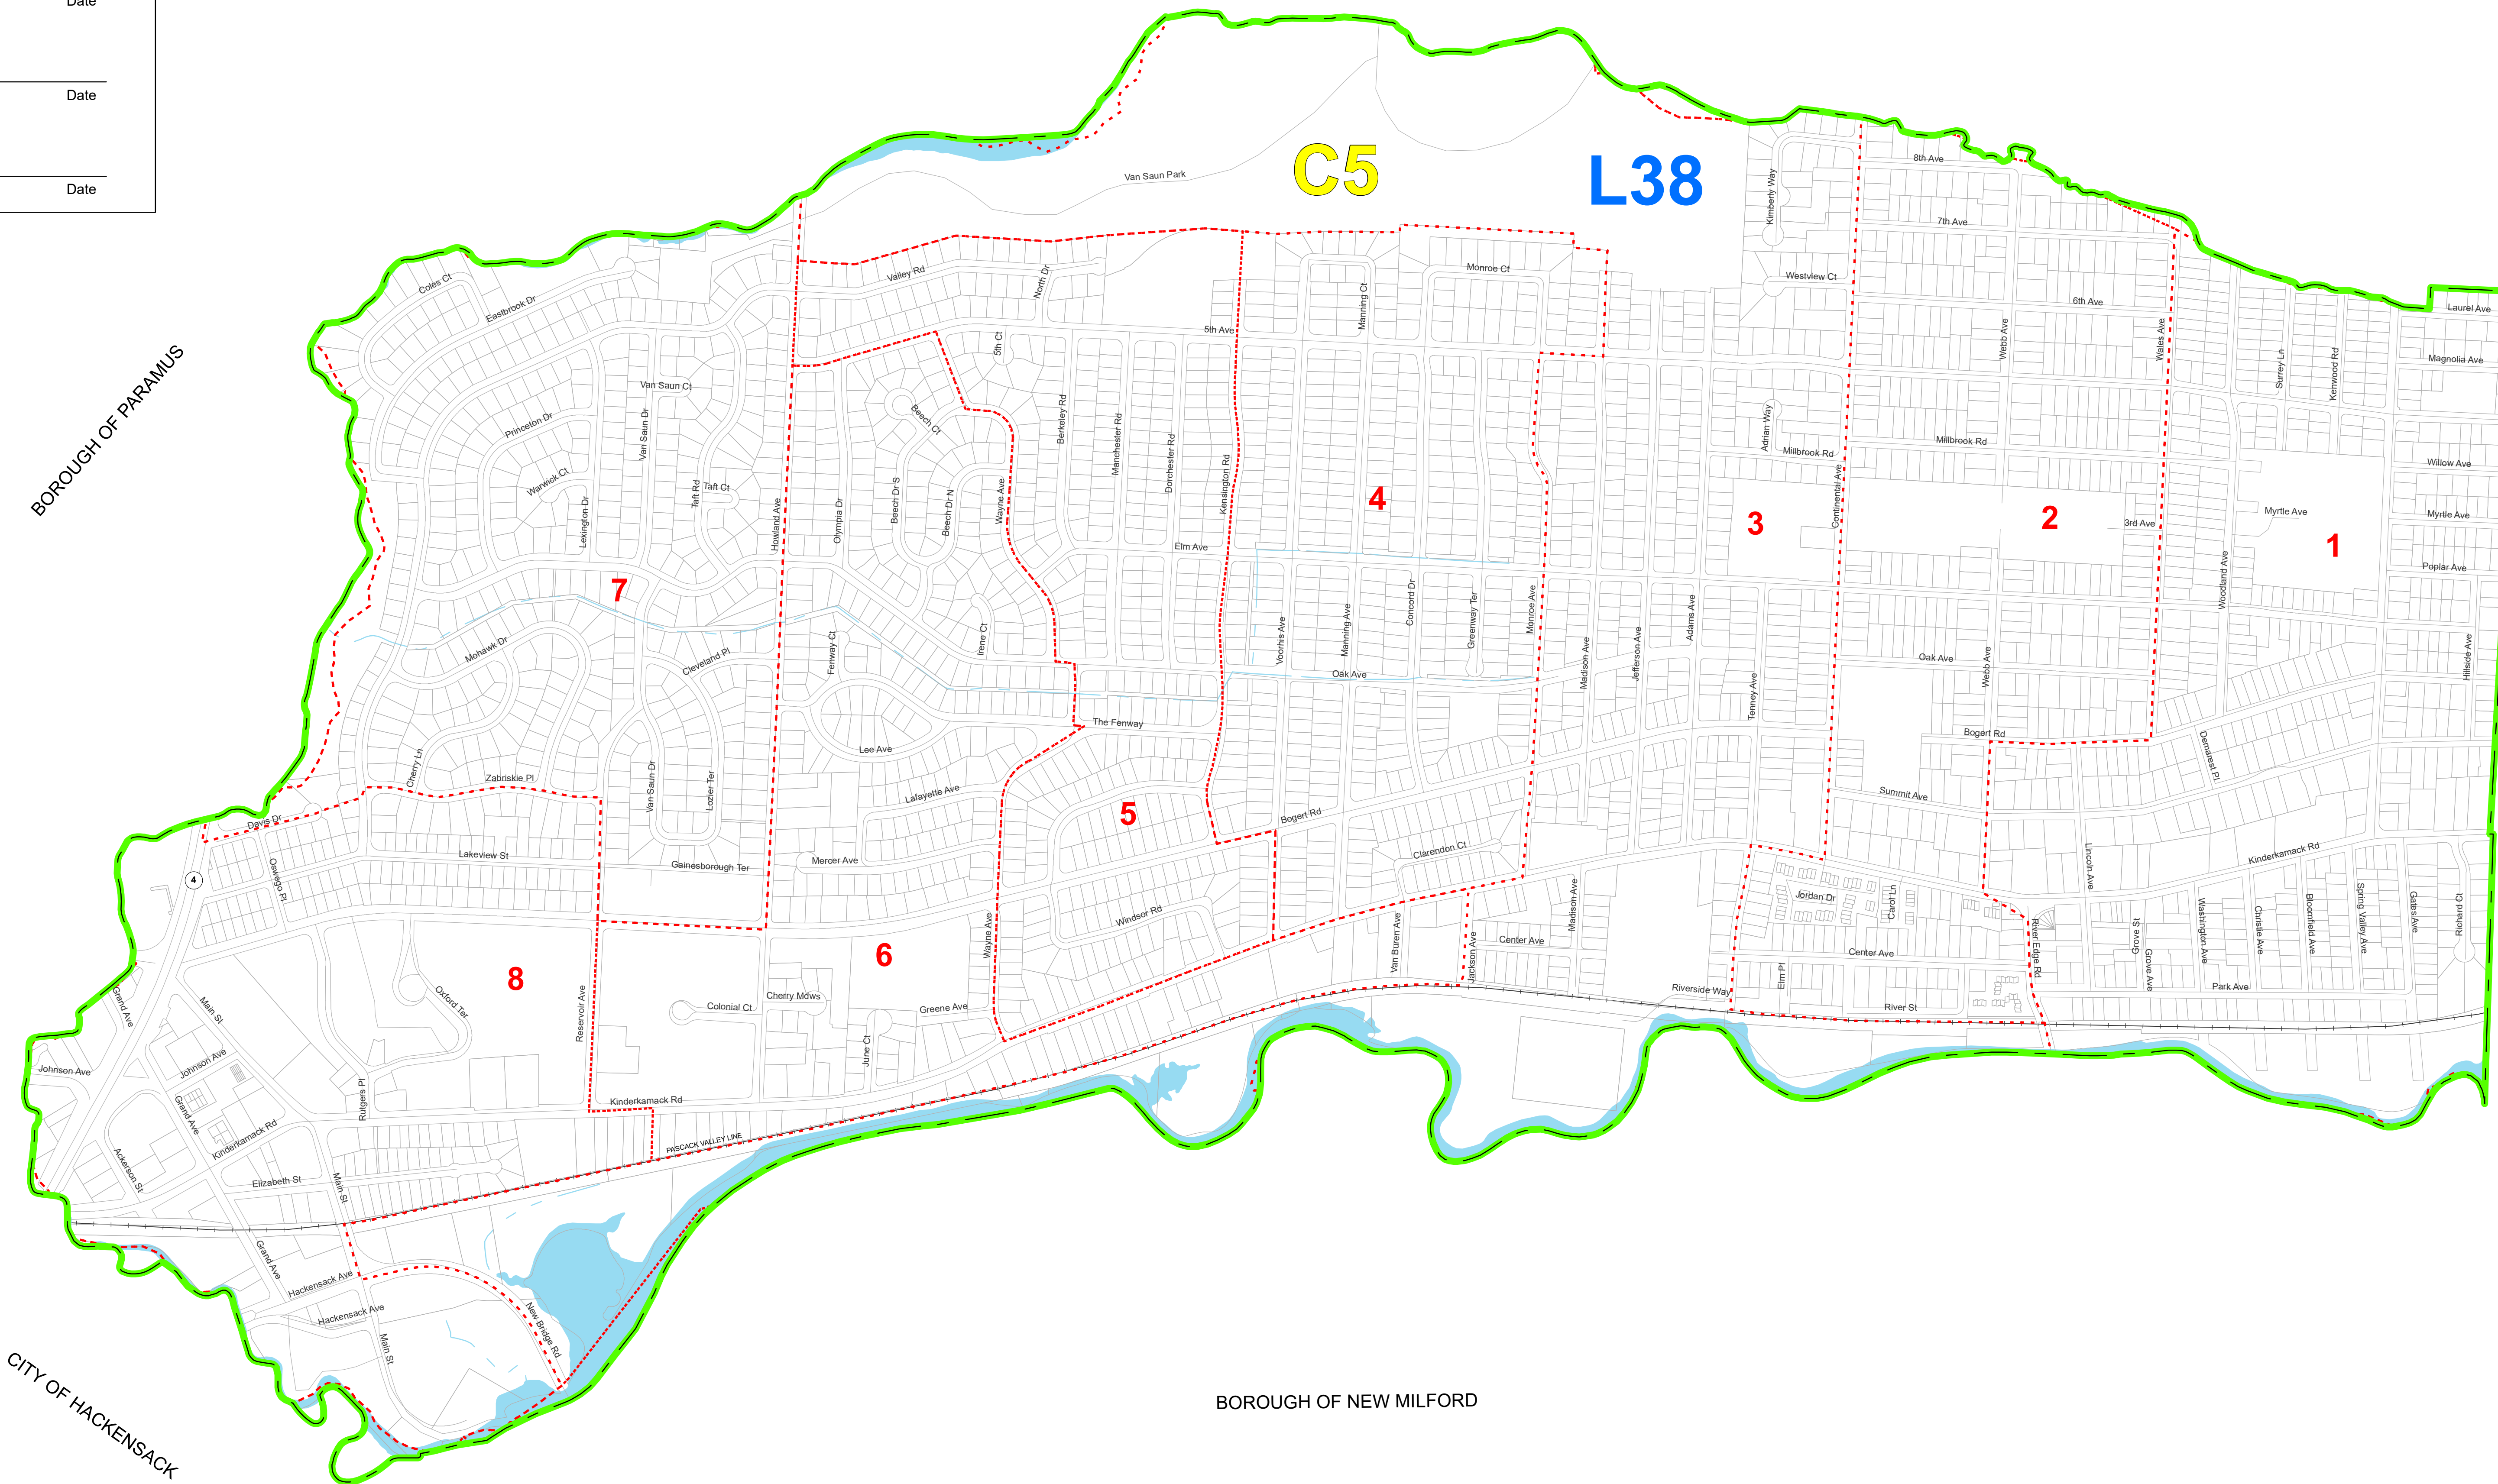 Date
Date
Date
C5
L38
BOROUGH OF PARAMUS
CITY OF HACKENSACK
BOROUGH OF NEW MILFORD
Van Saun Park
8th Ave
7th Ave
Kimberly Way
Westview Ct
6th Ave
Laurel Ave
Magnolia Ave
Webb Ave
Wales Ave
Surrey Ln
Kenwood Rd
Coles Ct
Eastbrook Dr
Valley Rd
North Dr
Monroe Ct
Manning Ct
5th Ave
5th Ct
Van Saun Ct
Beech Ct
Princeton Dr
Van Saun Dr
Warwick Ct
Taft Rd
Taft Ct
Lexington Dr
Howland Ave
Olympia Dr
Beech Dr S
Beech Dr N
Wayne Ave
Berkeley Rd
Manchester Rd
Dorchester Rd
Kensington Rd
4
Adrian Way
Millbrook Rd
Millbrook Rd
Continental Ave
3
2
3rd Ave
Willow Ave
Myrtle Ave
Myrtle Ave
1
Poplar Ave
Woodland Ave
Elm Ave
7
Mohawk Dr
Cleveland Pl
Fenway Ct
Irene Ct
Voorhis Ave
Manning Ave
Concord Dr
Greenway Ter
Monroe Ave
Madison Ave
Jefferson Ave
Adams Ave
Tenney Ave
Oak Ave
Oak Ave
Webb Ave
Hillside Ave
The Fenway
Lee Ave
Bogert Rd
Demarest Pl
Cherry Ln
Zabriskie Pl
Van Saun Dr
Lozier Ter
Lafayette Ave
5
Bogert Rd
Summit Ave
Davis Dr
Lakeview St
Oswego Pl
4
Gainesborough Ter
Mercer Ave
Clarendon Ct
Lincoln Ave
Kinderkamack Rd
Jordan Dr
Carol Ln
Windsor Rd
Wayne Ave
6
8
Van Buren Ave
Jackson Ave
Center Ave
Madison Ave
Center Ave
Elm Pl
River Edge Rd
Grove St
Grove Ave
Washington Ave
Christie Ave
Bloomfield Ave
Spring Valley Ave
Gates Ave
Richard Ct
Park Ave
Riverside Way
River St
Grand Ave
Main St
Oxford Ter
Reservoir Ave
Colonial Ct
Cherry Mdws
Greene Ave
June Ct
Johnson Ave
Johnson Ave
Grand Ave
Rutgers Pl
Kinderkamack Rd
Kinderkamack Rd
PASCACK VALLEY LINE
Ackerson St
Elizabeth St
Main St
Grand Ave
Hackensack Ave
Hackensack Ave
New Bridge Rd
Main St